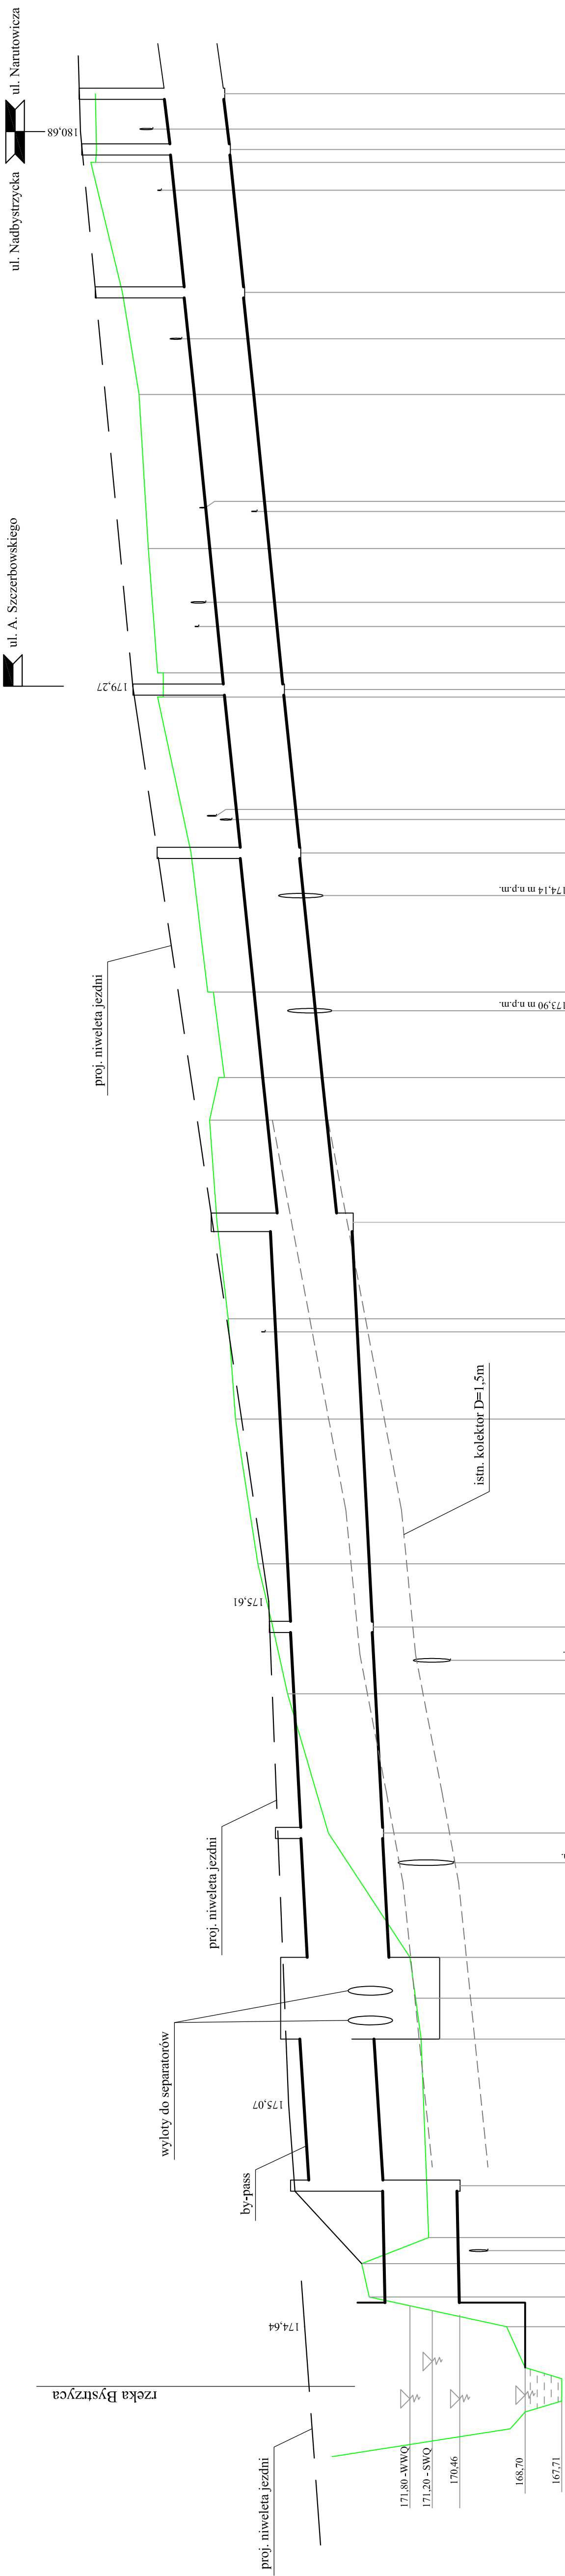 ul. Narutowicza
ul. Nadbystrzycka
180,68
ul. A. Szczerbowskiego
179,27
174,14 m n.p.m.
proj. niweleta jezdni
173,90 m n.p.m.
istn. kolektor D=1,5m
175,61
proj. niweleta jezdni
wyloty do separatorów
175,07
by-pass
174,64
rzeka Bystrzyca
proj. niweleta jezdni
171,80 -WWQ
171,20 - SWQ
170,46
168,70
167,71